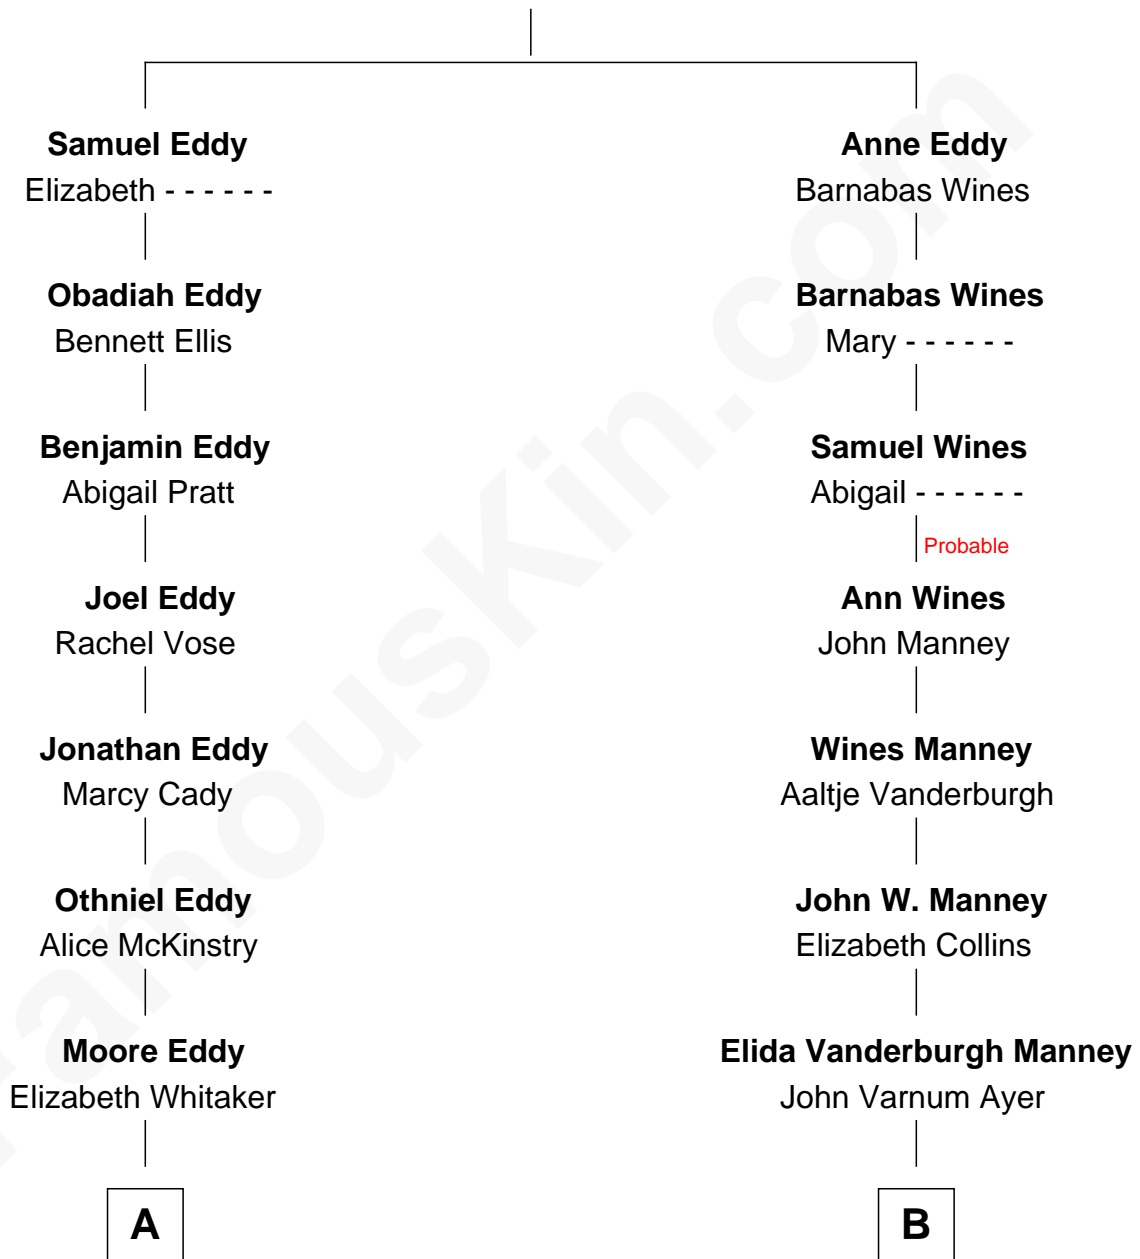 Samuel Eddy
Elizabeth - - - - - -
Anne Eddy
Barnabas Wines
Obadiah Eddy
Bennett Ellis
Barnabas Wines
Mary - - - - - -
Benjamin Eddy
Abigail Pratt
Samuel Wines
Abigail - - - - - -
Probable
Joel Eddy
Rachel Vose
Ann Wines
John Manney
Jonathan Eddy
Marcy Cady
Wines Manney
Aaltje Vanderburgh
Othniel Eddy
Alice McKinstry
John W. Manney
Elizabeth Collins
Moore Eddy
Elizabeth Whitaker
Elida Vanderburgh Manney
John Varnum Ayer
A
B
FamousKin.com